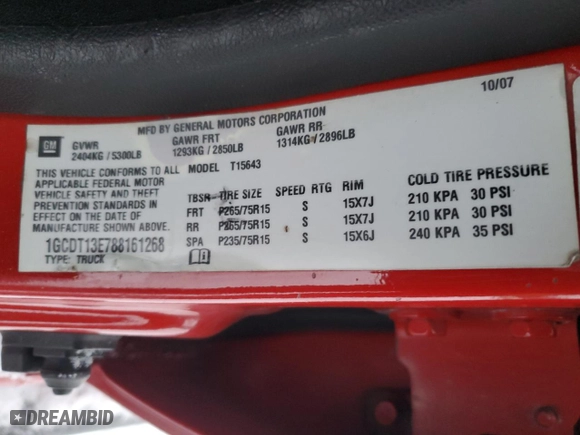 10/07
MFD BY GENERAL MOTORS CORPORATION
GM GVWR GAWR FRT GAWR RR
2404KG / 5300LB 1293KG / 2850LB 1314KG / 2896LB
THIS VEHICLE CONFORMS TO ALL MODEL T15643
APPLICABLE FEDERAL MOTOR
VEHICLE SAFETY AND THEFT
PREVENTION STANDARDS IN
EFFECT ON THE DATE OF
MANUFACTURE SHOWN ABOVE.
1GCDT13E788161268
TYPE: TRUCK
TBSR TIRE SIZE SPEED RTG RIM COLD TIRE PRESSURE
FRT P265/75R15 S 15X7J 210 KPA 30 PSI
RR P265/75R15 S 15X7J 210 KPA 30 PSI
SPA P235/75R15 S 15X6J 240 KPA 35 PSI
DREAMBID